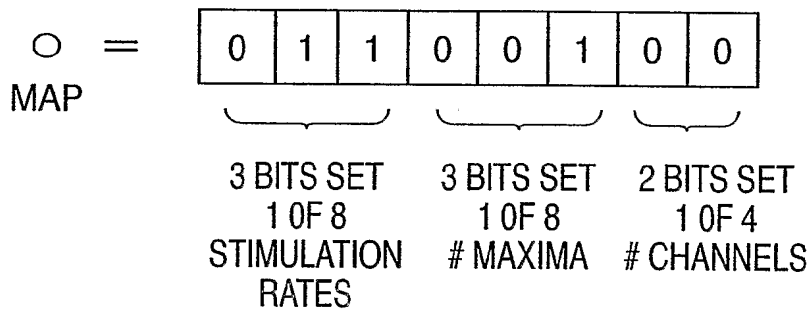 ○ = 0 1 1 0 0 1 0 0
MAP
3 BITS SET
1 OF 8
STIMULATION
RATES
3 BITS SET
1 OF 8
# MAXIMA
2 BITS SET
1 OF 4
# CHANNELS